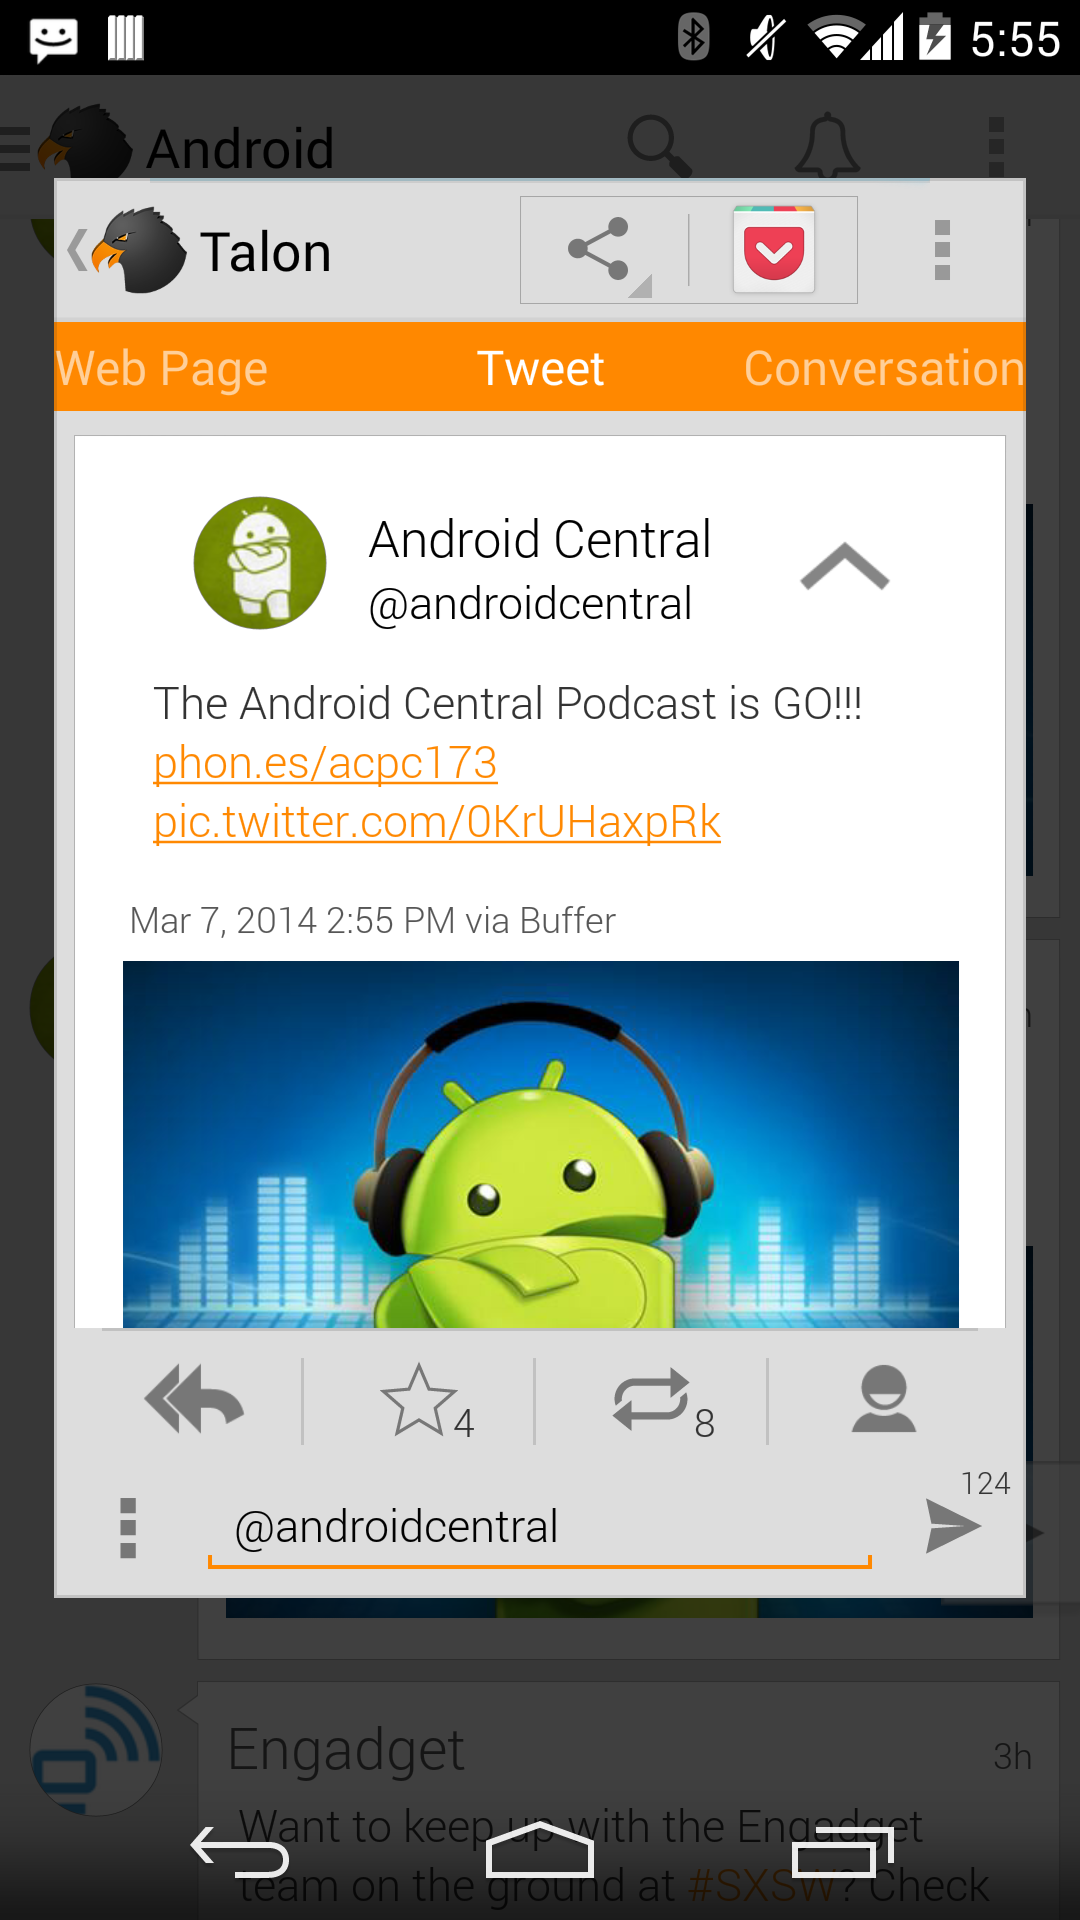 5:55
Android
Talon
Web Page
Tweet
Conversation
Android Central
@androidcentral
The Android Central Podcast is GO!!!
phon.es/acpc173
pic.twitter.com/0KrUHaxpRk
Mar 7, 2014 2:55 PM via Buffer
4
8
124
@androidcentral
Engadget
3h
Want to keep up with the Engadget
team on the ground at #SXSW? Check